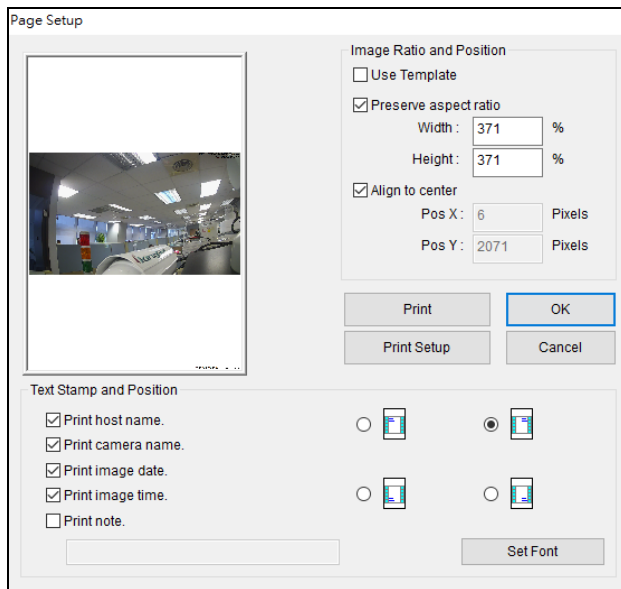 Page Setup
Image Ratio and Position
Use Template
Preserve aspect ratio
Width : 371 %
Height : 371 %
Align to center
Pos X : 6 Pixels
Pos Y : 2071 Pixels
Print OK
Print Setup Cancel
Text Stamp and Position
Print host name.
Print camera name.
Print image date.
Print image time.
Print note.
Set Font